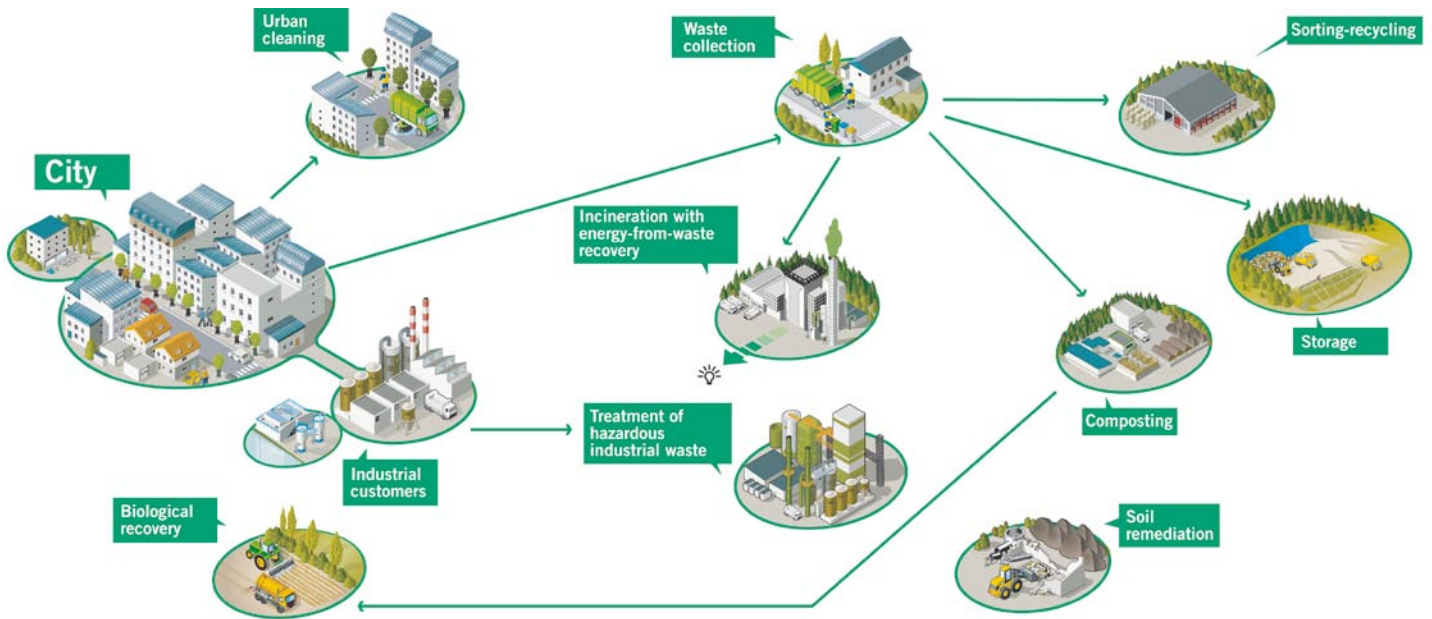 Urban
cleaning
Waste
collection
Sorting-recycling
City
Incineration with
energy-from-waste
recovery
Storage
Treatment of
hazardous
industrial waste
Composting
Industrial
customers
Biological
recovery
Soil
remediation